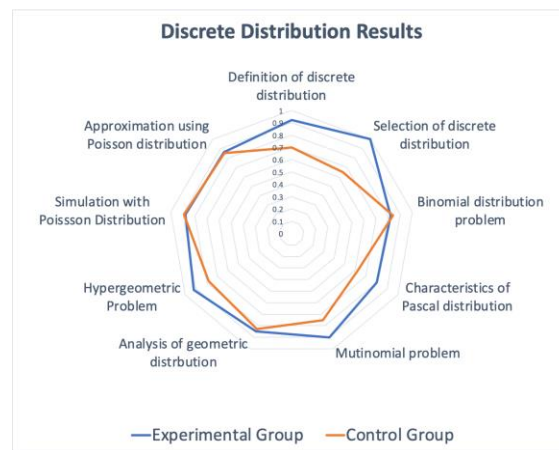 Discrete Distribution Results
Definition of discrete
distribution
Approximation using
Poisson distribution
Selection of discrete
distribution
1
0.9
0.8
0.7
0.6
0.5
0.4
0.3
0.2
0.1
0
Simulation with
Poissson Distribution
Binomial distribution
problem
Hypergeometric
Problem
Characteristics of
Pascal distribution
Analysis of geometric
distrbution
Mutinomial problem
Experimental Group
Control Group